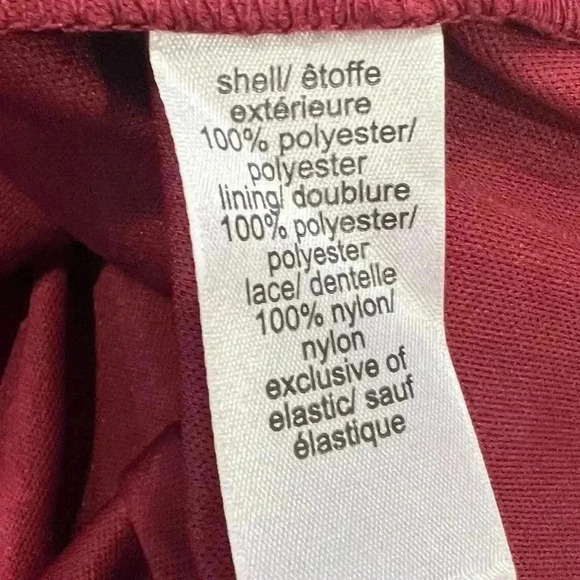 shell/ étoffe
extérieure
100% polyester/
polyester
lining/ doublure
100% polyester/
polyester
lace/ dentelle
100% nylon/
nylon
exclusive of
elastic/ sauf
élastique